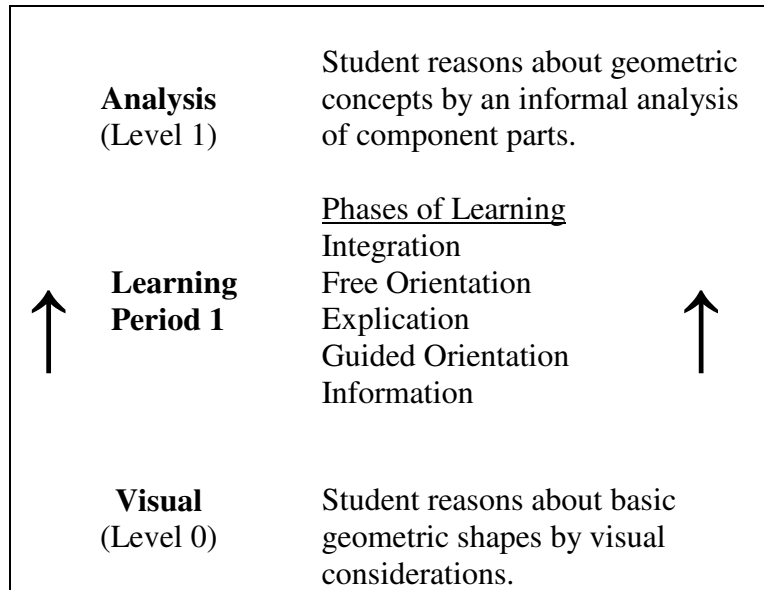 Analysis
(Level 1)
Student reasons about geometric
concepts by an informal analysis
of component parts.
Learning
Period 1
Phases of Learning
Integration
Free Orientation
Explication
Guided Orientation
Information
Visual
(Level 0)
Student reasons about basic
geometric shapes by visual
considerations.